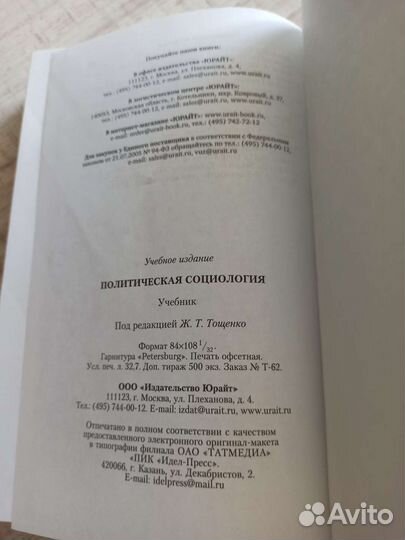 Покупайте наши книги:
В офисе издательства «ЮРАЙТ»:
111123, г. Москва, ул. Плеханова, д. 4,
тел.: (495) 744-00-12, e-mail: sales@urait.ru, www.urait.ru
В логистическом центре «ЮРАЙТ»:
140053, Московская область, г. Котельники, мкр. Ковровый, д. 37,
тел.: (495) 744-00-12, e-mail: sales@urait.ru, www.urait.ru
В интернет-магазине «ЮРАЙТ»: www.urait-book.ru,
e-mail: order@urait-book.ru, тел.: (495) 742-72-12
Для закупок у Единого поставщика в соответствии с Федеральным
законом от 21.07.2005 № 94-ФЗ обращайтесь по тел.: (495) 744-00-12,
e-mail: sales@urait.ru, vuz@urait.ru
Учебное издание
ПОЛИТИЧЕСКАЯ СОЦИОЛОГИЯ
Учебник
Под редакцией Ж. Т. Тощенко
Формат 84×108 1/32.
Гарнитура «Petersburg». Печать офсетная.
Усл. печ. л. 32,7. Доп. тираж 500 экз. Заказ № Т-62.
ООО «Издательство Юрайт»
111123, г. Москва, ул. Плеханова, д. 4.
Тел.: (495) 744-00-12. E-mail: izdat@urait.ru, www.urait.ru
Отпечатано в полном соответствии с качеством
предоставленного электронного оригинал-макета
в типографии филиала ОАО «ТАТМЕДИА»
«ПИК «Идел-Пресс».
420066, г. Казань, ул. Декабристов, 2.
E-mail: idelpress@mail.ru
Avito